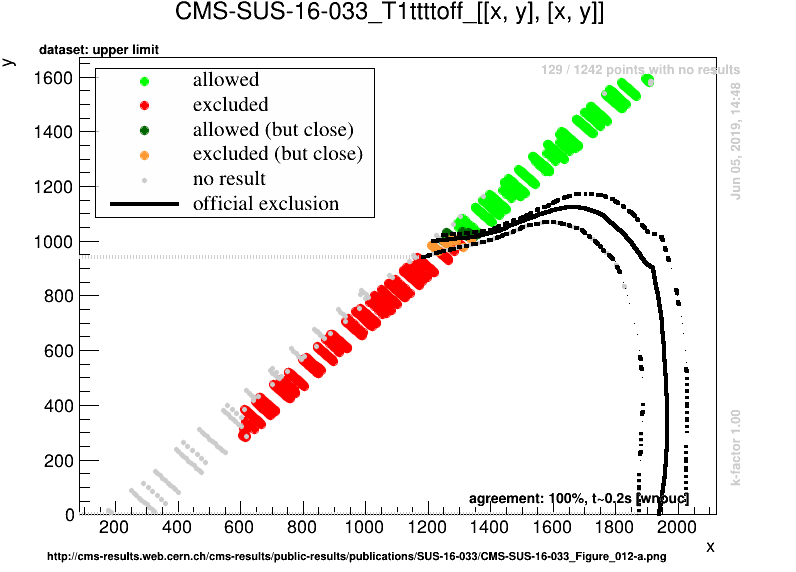 CMS-SUS-16-033_T1ttttoff_[[x, y], [x, y]]
dataset: upper limit
y
129 / 1242 points with no results
allowed
excluded
allowed (but close)
excluded (but close)
no result
official exclusion
Jun 05, 2019, 14:48
k-factor 1.00
1600
1400
1200
1000
800
600
400
200
0
agreement: 100%, t~0.2s [wnpuc]
200 400 600 800 1000 1200 1400 1600 1800 2000
x
http://cms-results.web.cern.ch/cms-results/public-results/publications/SUS-16-033/CMS-SUS-16-033_Figure_012-a.png